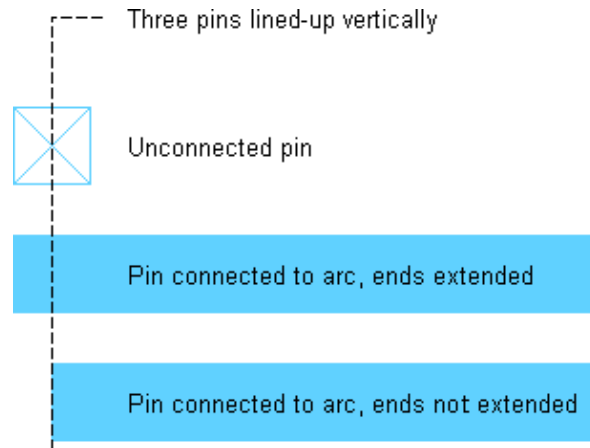 Three pins lined-up vertically
Unconnected pin
Pin connected to arc, ends extended
Pin connected to arc, ends not extended